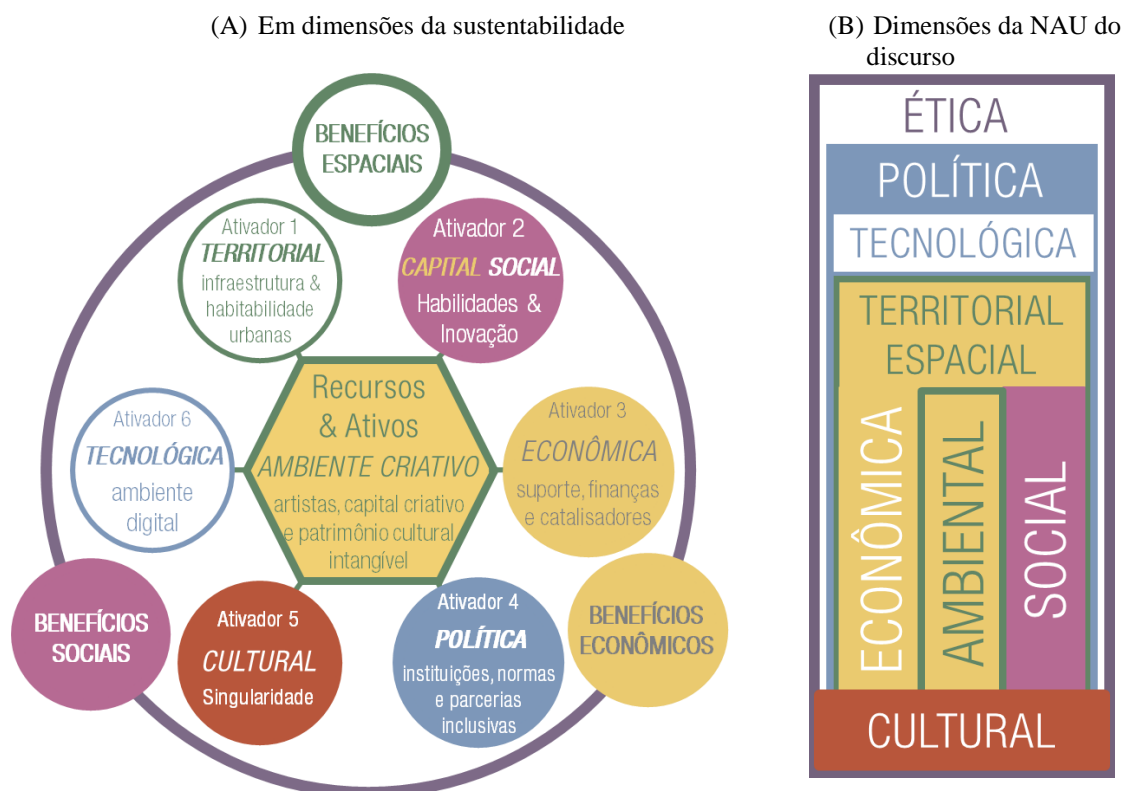 (A) Em dimensões da sustentabilidade
BENEFÍCIOS
ESPACIAIS
Ativador 1
TERRITORIAL
infraestrutura &
habitabilidade
urbanas
Ativador 2
CAPITAL SOCIAL
Habilidades &
Inovação
Recursos
& Ativos
AMBIENTE CRIATIVO
artistas, capital criativo
e patrimônio cultural
intangível
Ativador 3
ECONÔMICA
suporte, finanças
e catalisadores
Ativador 6
TECNOLÓGICA
ambiente
digital
BENEFÍCIOS
SOCIAIS
Ativador 5
CULTURAL
Singularidade
Ativador 4
POLÍTICA
instituições, normas
e parcerias
inclusivas
BENEFÍCIOS
ECONÔMICOS
(B) Dimensões da NAU do
discurso
ÉTICA
POLÍTICA
TECNOLÓGICA
TERRITORIAL
ESPACIAL
ECONÔMICA
AMBIENTAL
SOCIAL
CULTURAL